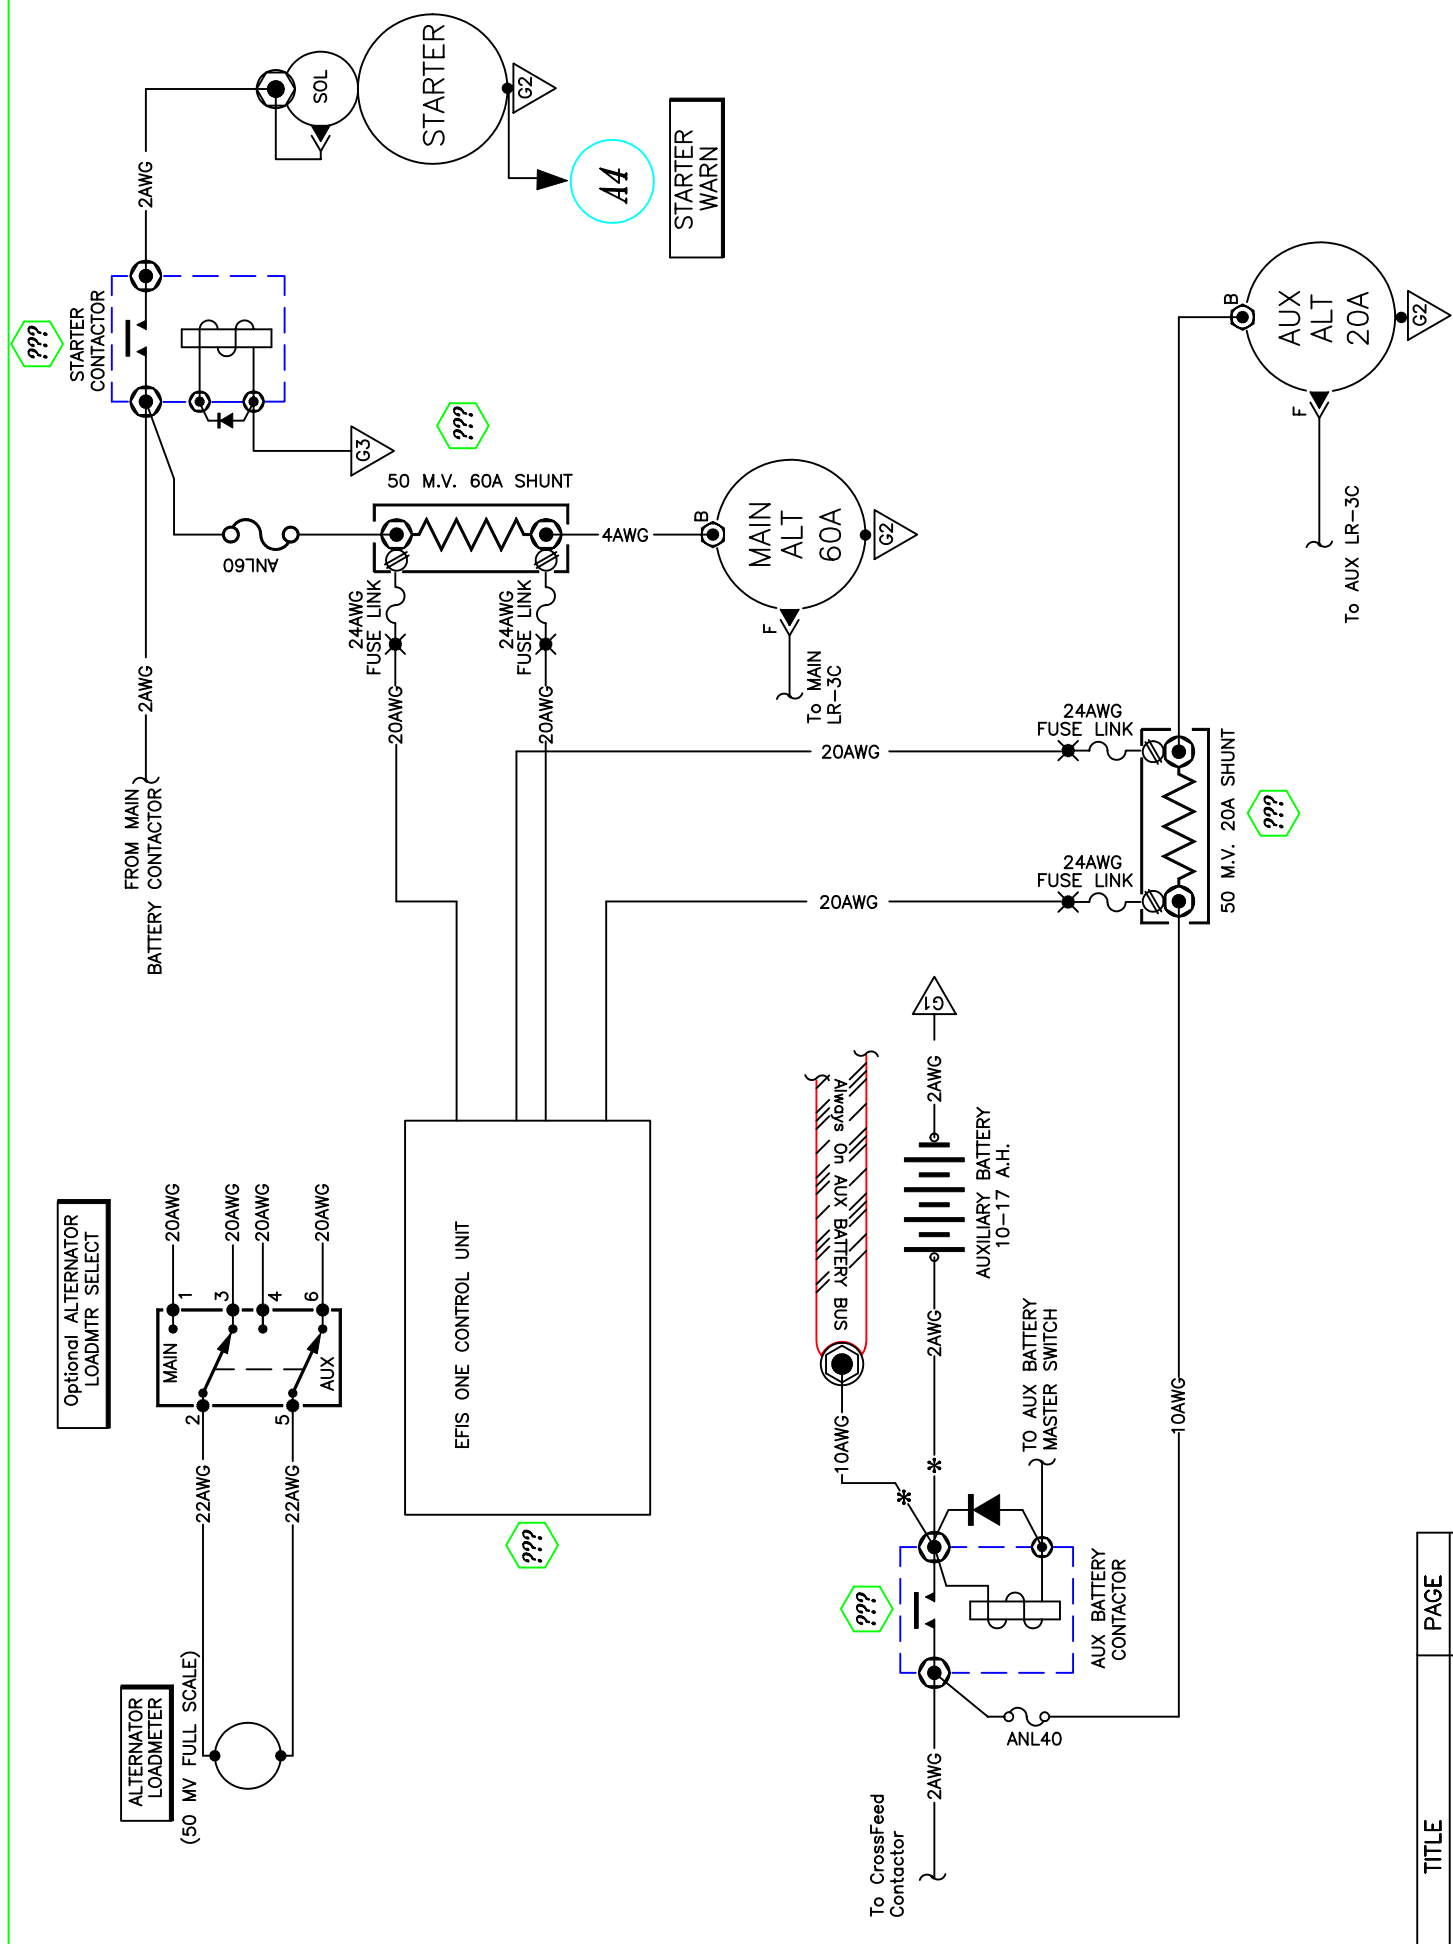 Optional ALTERNATOR
LOADMTR SELECT
ALTERNATOR
LOADMETER
(50 MV FULL SCALE)
22AWG
22AWG
2
5
MAIN
AUX
1
3
4
6
20AWG
20AWG
20AWG
20AWG
FROM MAIN
BATTERY CONTACTOR
2AWG
???
STARTER
CONTACTOR
2AWG
SOL
STARTER
G2
A4
STARTER
WARN
G3
ANL60
???
50 M.V. 60A SHUNT
24AWG
FUSE LINK
24AWG
FUSE LINK
20AWG
20AWG
4AWG
B
MAIN
ALT
60A
G2
F
To MAIN
LR-3C
EFIS ONE CONTROL UNIT
???
20AWG
20AWG
24AWG
FUSE LINK
24AWG
FUSE LINK
50 M.V. 20A SHUNT
???
B
AUX
ALT
20A
G2
F
To AUX LR-3C
Always On AUX BATTERY BUS
10AWG
G1
2AWG
AUXILIARY BATTERY
10-17 A.H.
2AWG
*
*
TO AUX BATTERY
MASTER SWITCH
???
AUX BATTERY
CONTACTOR
10AWG
ANL40
2AWG
To CrossFeed
Contactor
TITLE
PAGE